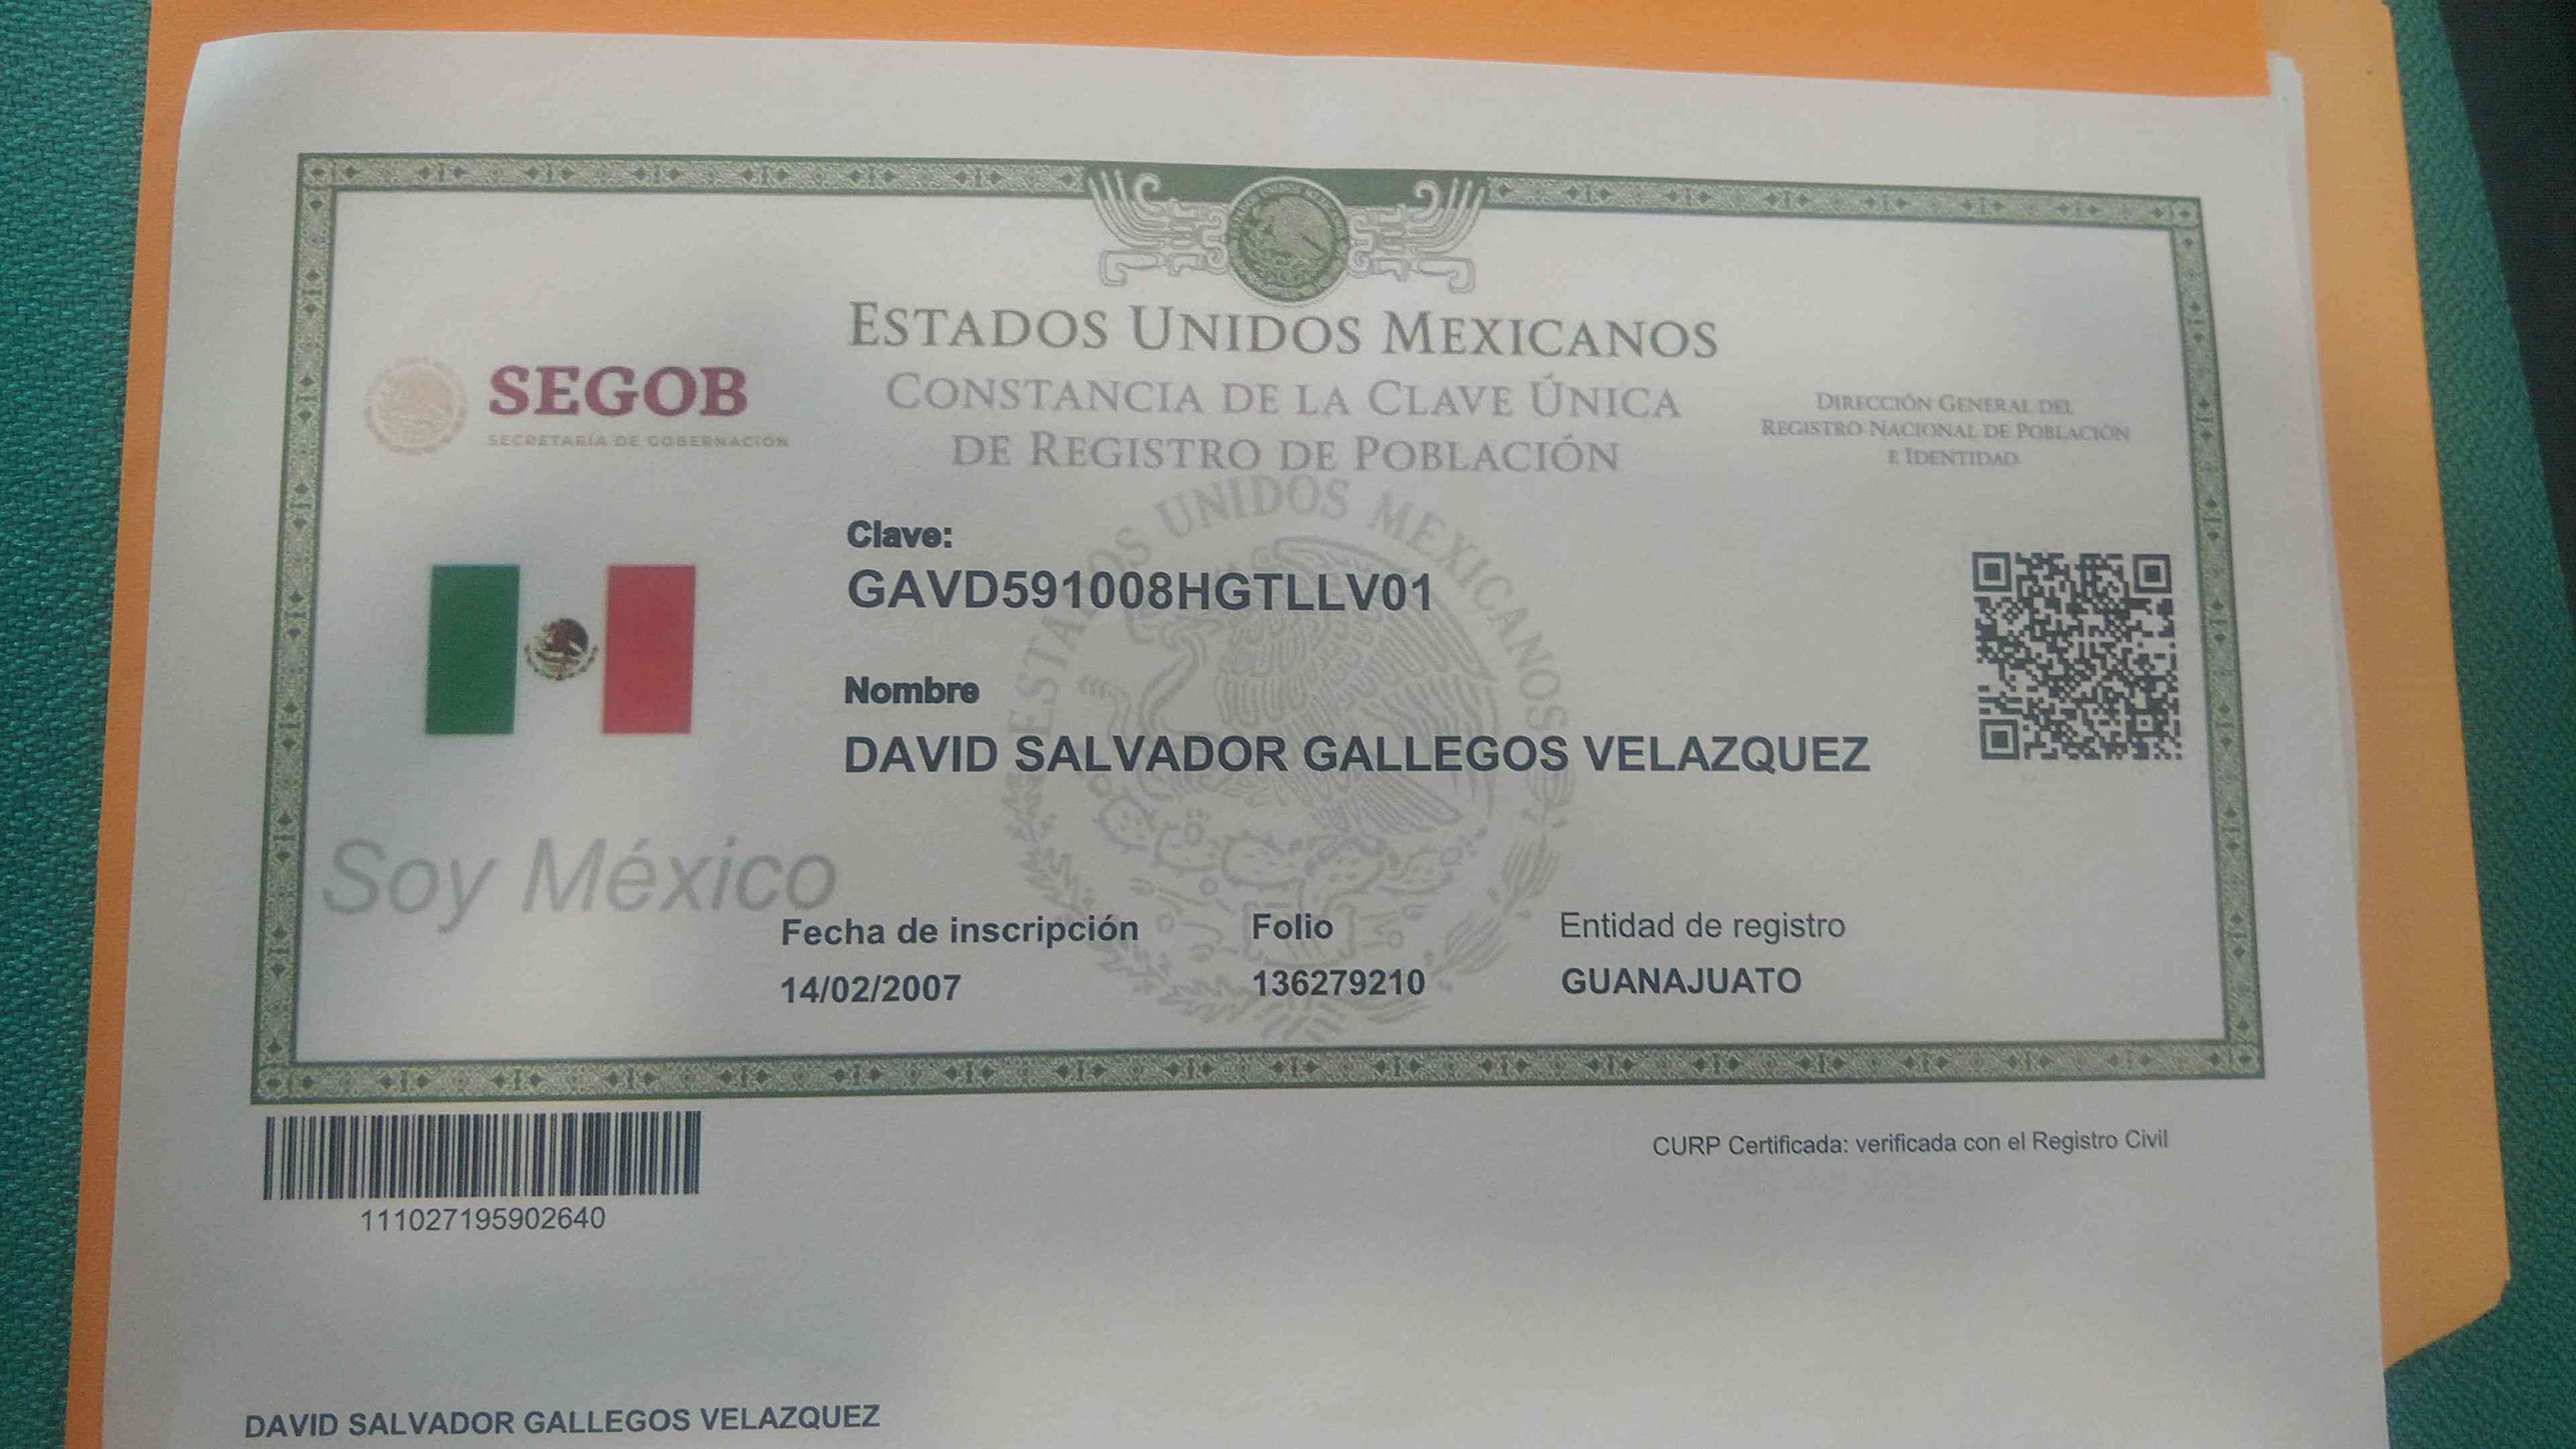 ESTADOS UNIDOS MEXICANOS
CONSTANCIA DE LA CLAVE ÚNICA
DE REGISTRO DE POBLACIÓN
SEGOB
SECRETARÍA DE GOBERNACIÓN
DIRECCIÓN GENERAL DEL
REGISTRO NACIONAL DE POBLACIÓN
E IDENTIDAD
ESTADOS UNIDOS MEXICANOS
Clave:
GAVD591008HGTLLV01
Nombre
DAVID SALVADOR GALLEGOS VELAZQUEZ
Soy México
Fecha de inscripción
14/02/2007
Folio
136279210
Entidad de registro
GUANAJUATO
111027195902640
CURP Certificada: verificada con el Registro Civil
DAVID SALVADOR GALLEGOS VELAZQUEZ